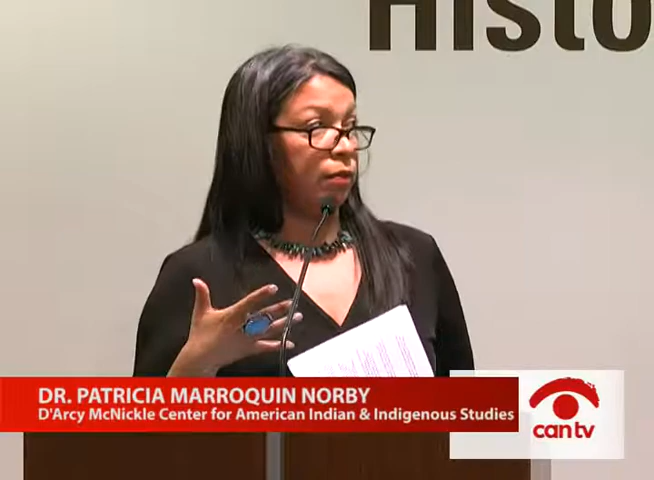 Histo
DR. PATRICIA MARROQUIN NORBY
D'Arcy McNickle Center for American Indian & Indigenous Studies
can tv